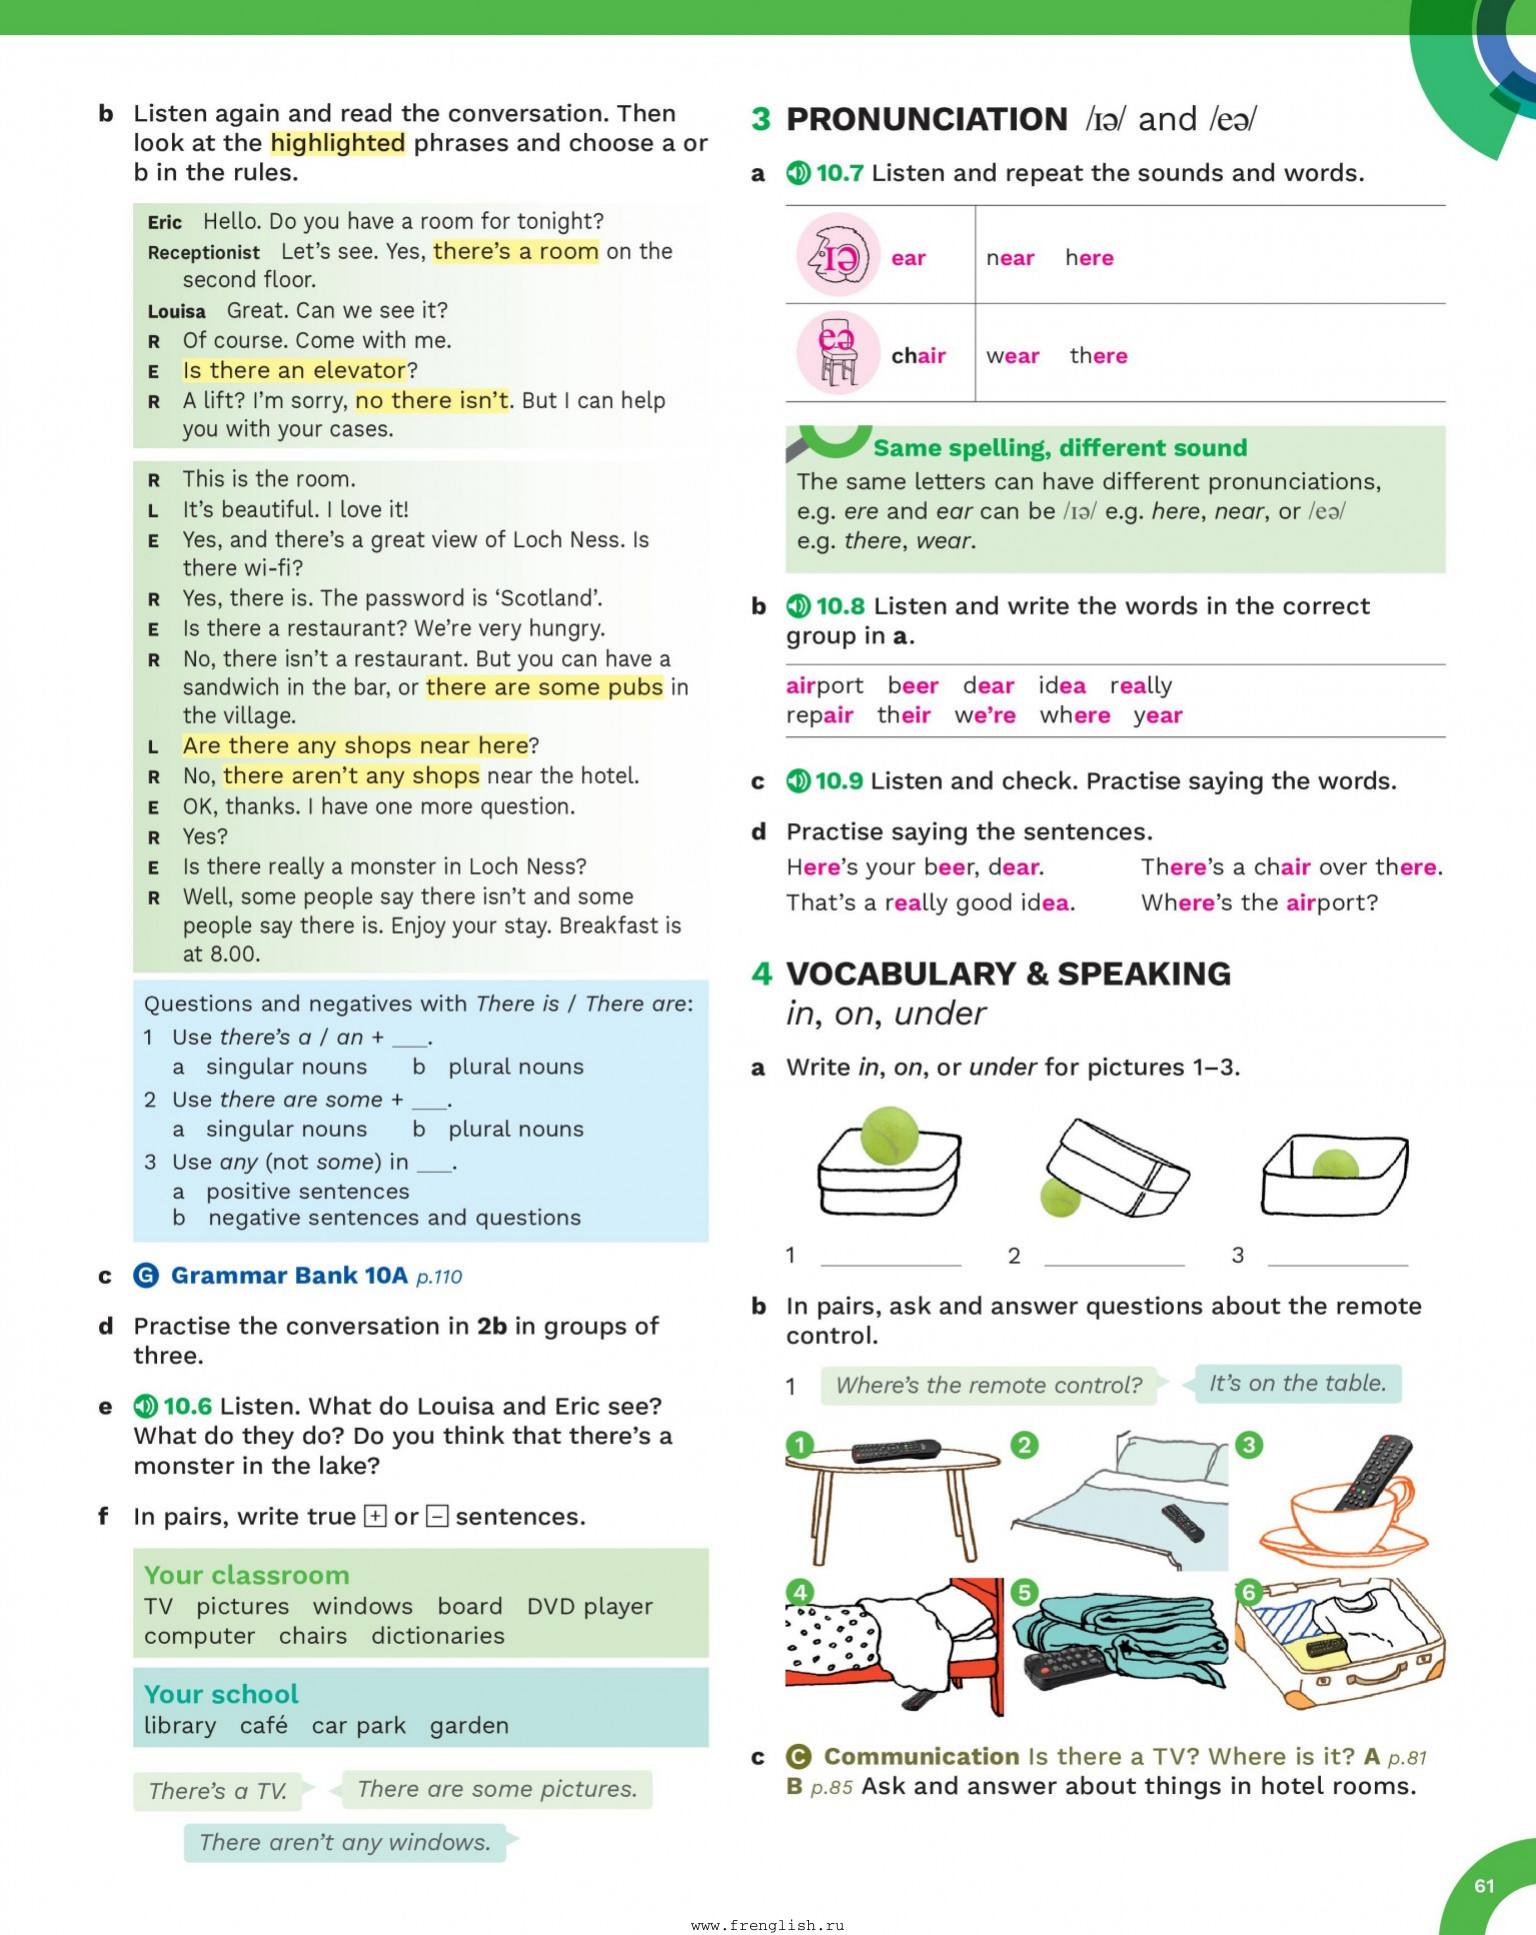 b Listen again and read the conversation. Then
look at the highlighted phrases and choose a or
b in the rules.
Eric Hello. Do you have a room for tonight?
Receptionist Let's see. Yes, there's a room on the
second floor.
Louisa Great. Can we see it?
R Of course. Come with me.
E Is there an elevator?
R A lift? I'm sorry, no there isn't. But I can help
you with your cases.
R This is the room.
L It's beautiful. I love it!
E Yes, and there's a great view of Loch Ness. Is
there wi-fi?
R Yes, there is. The password is ‘Scotland’.
E Is there a restaurant? We're very hungry.
R No, there isn't a restaurant. But you can have a
sandwich in the bar, or there are some pubs in
the village.
L Are there any shops near here?
R No, there aren't any shops near the hotel.
E OK, thanks. I have one more question.
R Yes?
E Is there really a monster in Loch Ness?
R Well, some people say there isn't and some
people say there is. Enjoy your stay. Breakfast is
at 8.00.
Questions and negatives with There is / There are:
1 Use there's a / an + ___.
a singular nouns b plural nouns
2 Use there are some + ___.
a singular nouns b plural nouns
3 Use any (not some) in ___.
a positive sentences
b negative sentences and questions
c G Grammar Bank 10A p.110
d Practise the conversation in 2b in groups of
three.
e 10.6 Listen. What do Louisa and Eric see?
What do they do? Do you think that there's a
monster in the lake?
f In pairs, write true + or – sentences.
Your classroom
TV pictures windows board DVD player
computer chairs dictionaries
Your school
library café car park garden
There's a TV. There are some pictures.
There aren't any windows.
3 PRONUNCIATION /ɪə/ and /eə/
a 10.7 Listen and repeat the sounds and words.
ɪə ear near here
eə chair wear there
Same spelling, different sound
The same letters can have different pronunciations,
e.g. ere and ear can be /ɪə/ e.g. here, near, or /eə/
e.g. there, wear.
b 10.8 Listen and write the words in the correct
group in a.
airport beer dear idea really
repair their we're where year
c 10.9 Listen and check. Practise saying the words.
d Practise saying the sentences.
Here's your beer, dear. There's a chair over there.
That's a really good idea. Where's the airport?
4 VOCABULARY & SPEAKING
in, on, under
a Write in, on, or under for pictures 1–3.
1 ___ 2 ___ 3 ___
b In pairs, ask and answer questions about the remote
control.
1 Where's the remote control? It's on the table.
1 2 3
4 5 6
c C Communication Is there a TV? Where is it? A p.81
B p.85 Ask and answer about things in hotel rooms.
61
www.frenglish.ru